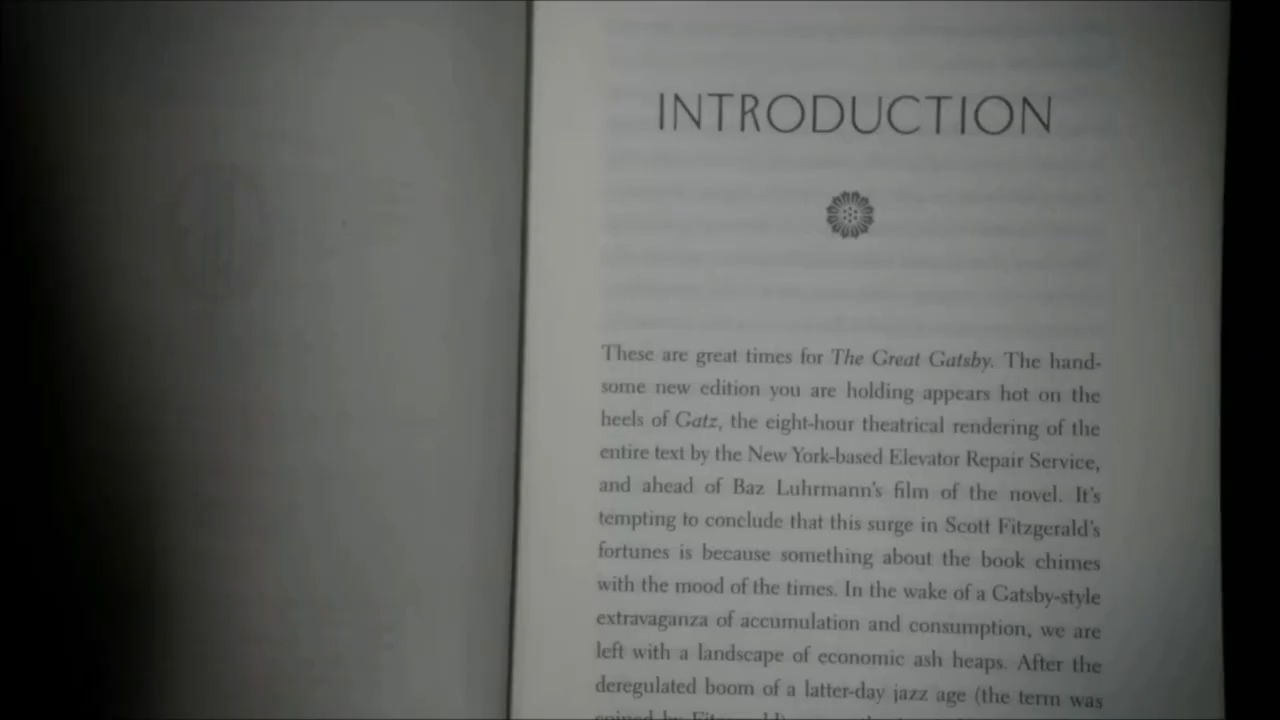 INTRODUCTION
These are great times for The Great Gatsby. The hand-
some new edition you are holding appears hot on the
heels of Gatz, the eight-hour theatrical rendering of the
entire text by the New York-based Elevator Repair Service,
and ahead of Baz Luhrmann's film of the novel. It's
tempting to conclude that this surge in Scott Fitzgerald's
fortunes is because something about the book chimes
with the mood of the times. In the wake of a Gatsby-style
extravaganza of accumulation and consumption, we are
left with a landscape of economic ash heaps. After the
deregulated boom of a latter-day jazz age (the term was